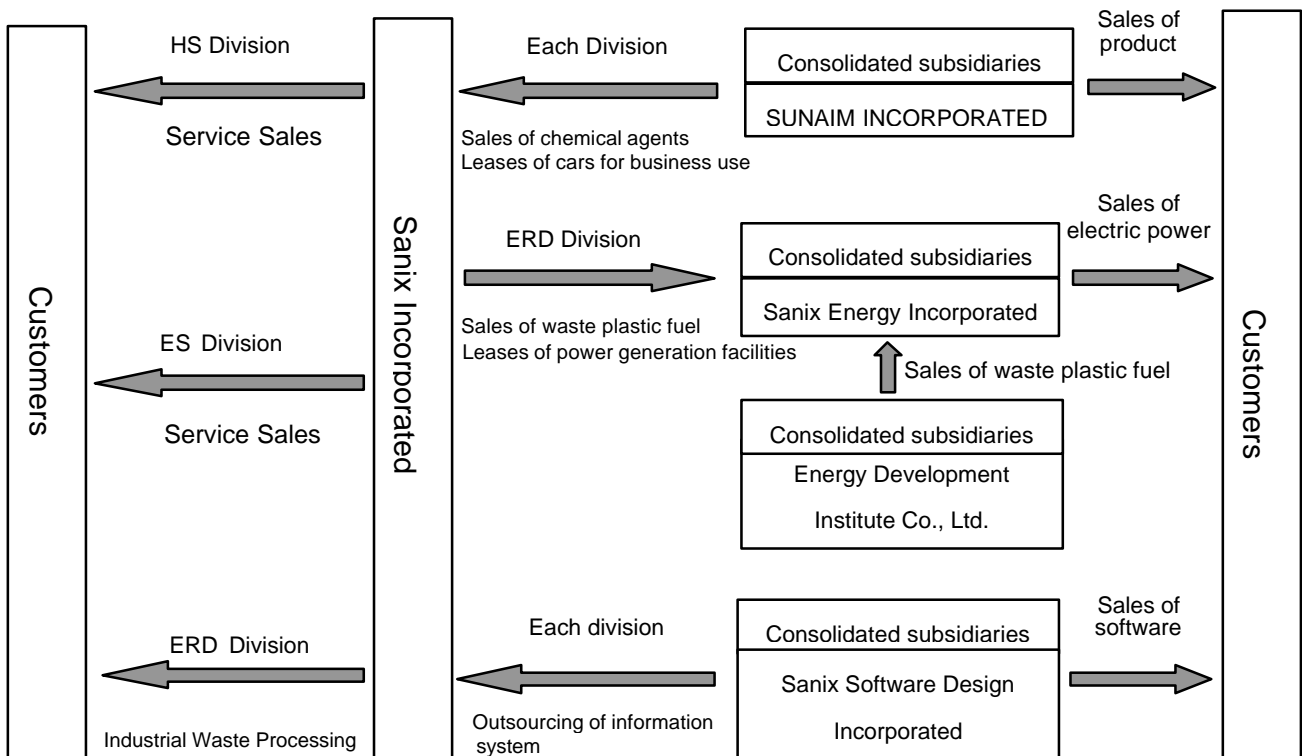 Customers
HS Division
Service Sales
ES Division
Service Sales
ERD Division
Industrial Waste Processing
Sanix Incorporated
Each Division
Sales of chemical agents
Leases of cars for business use
ERD Division
Sales of waste plastic fuel
Leases of power generation facilities
Each division
Outsourcing of information
system
Consolidated subsidiaries
SUNAIM INCORPORATED
Consolidated subsidiaries
Sanix Energy Incorporated
Sales of waste plastic fuel
Consolidated subsidiaries
Energy Development
Institute Co., Ltd.
Consolidated subsidiaries
Sanix Software Design
Incorporated
Sales of
product
Sales of
electric power
Sales of
software
Customers